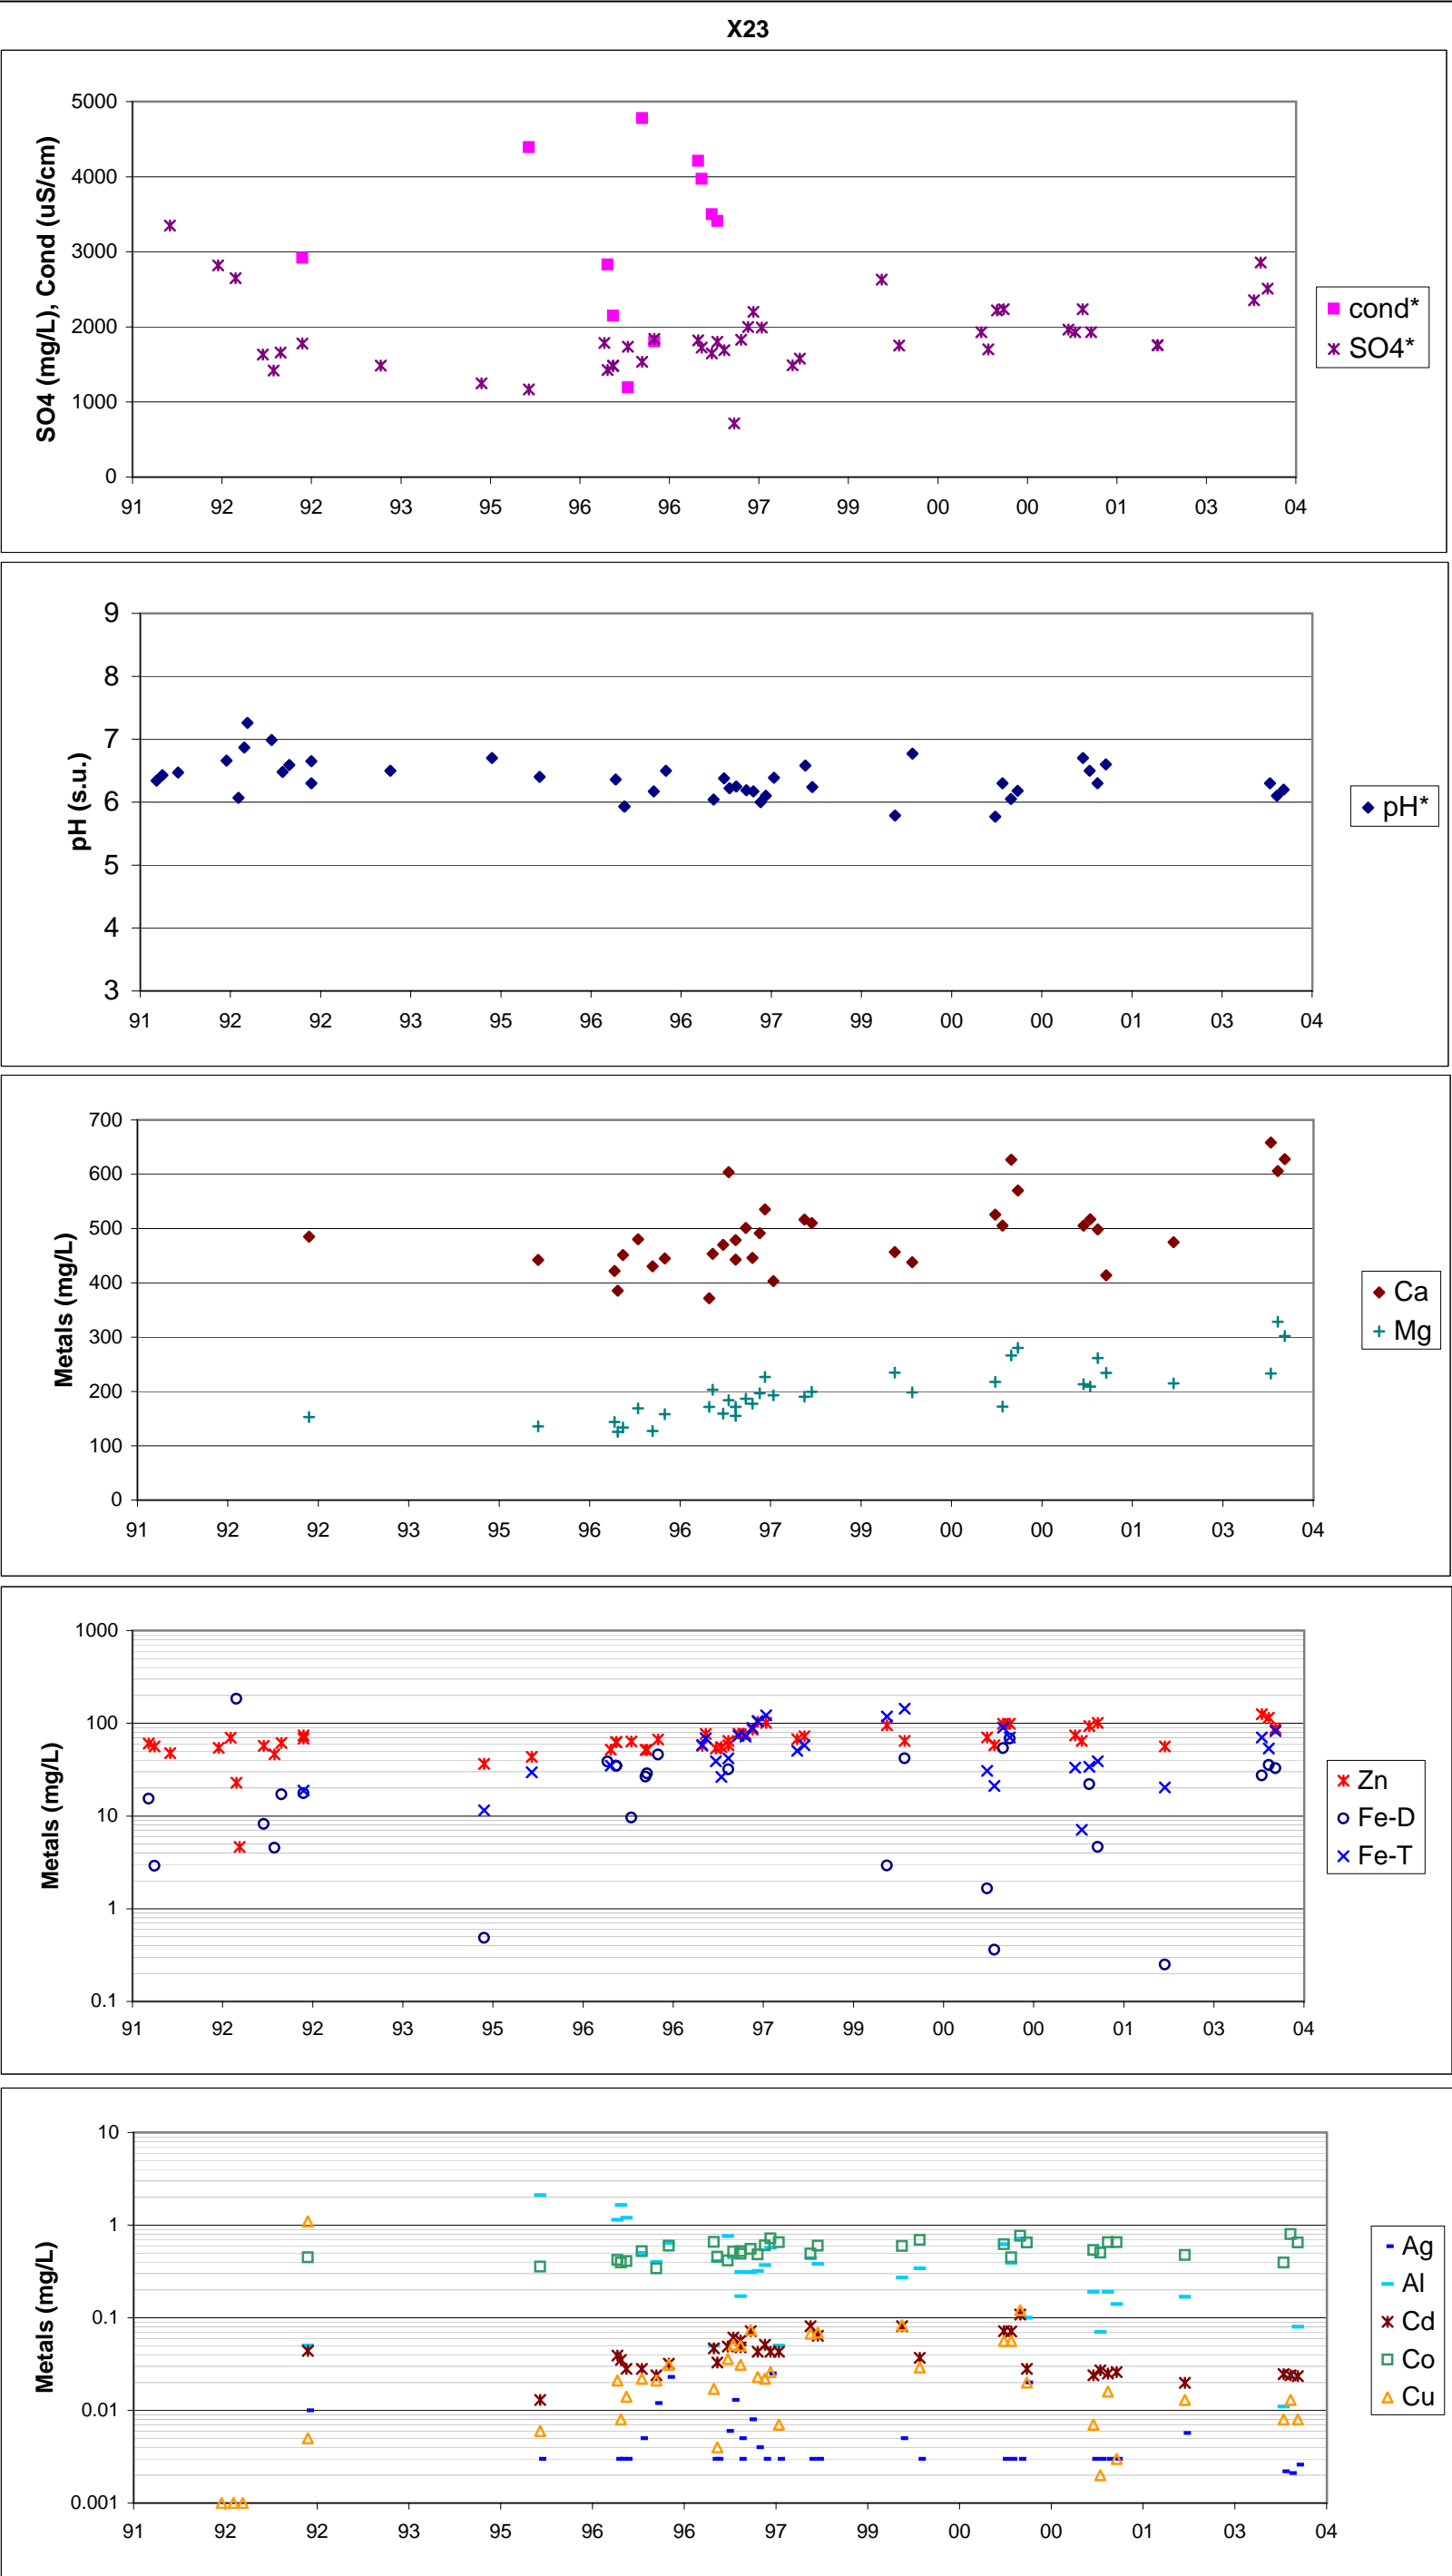 X23
SO4 (mg/L), Cond (uS/cm)
5000
4000
3000
2000
1000
0
91 92 92 93 95 96 96 97 99 00 00 01 03 04
cond*
SO4*
pH (s.u.)
9
8
7
6
5
4
3
91 92 92 93 95 96 96 97 99 00 00 01 03 04
pH*
Metals (mg/L)
700
600
500
400
300
200
100
0
91 92 92 93 95 96 96 97 99 00 00 01 03 04
Ca
Mg
Metals (mg/L)
1000
100
10
1
0.1
91 92 92 93 95 96 96 97 99 00 00 01 03 04
Zn
Fe-D
Fe-T
Metals (mg/L)
10
1
0.1
0.01
0.001
91 92 92 93 95 96 96 97 99 00 00 01 03 04
Ag
Al
Cd
Co
Cu